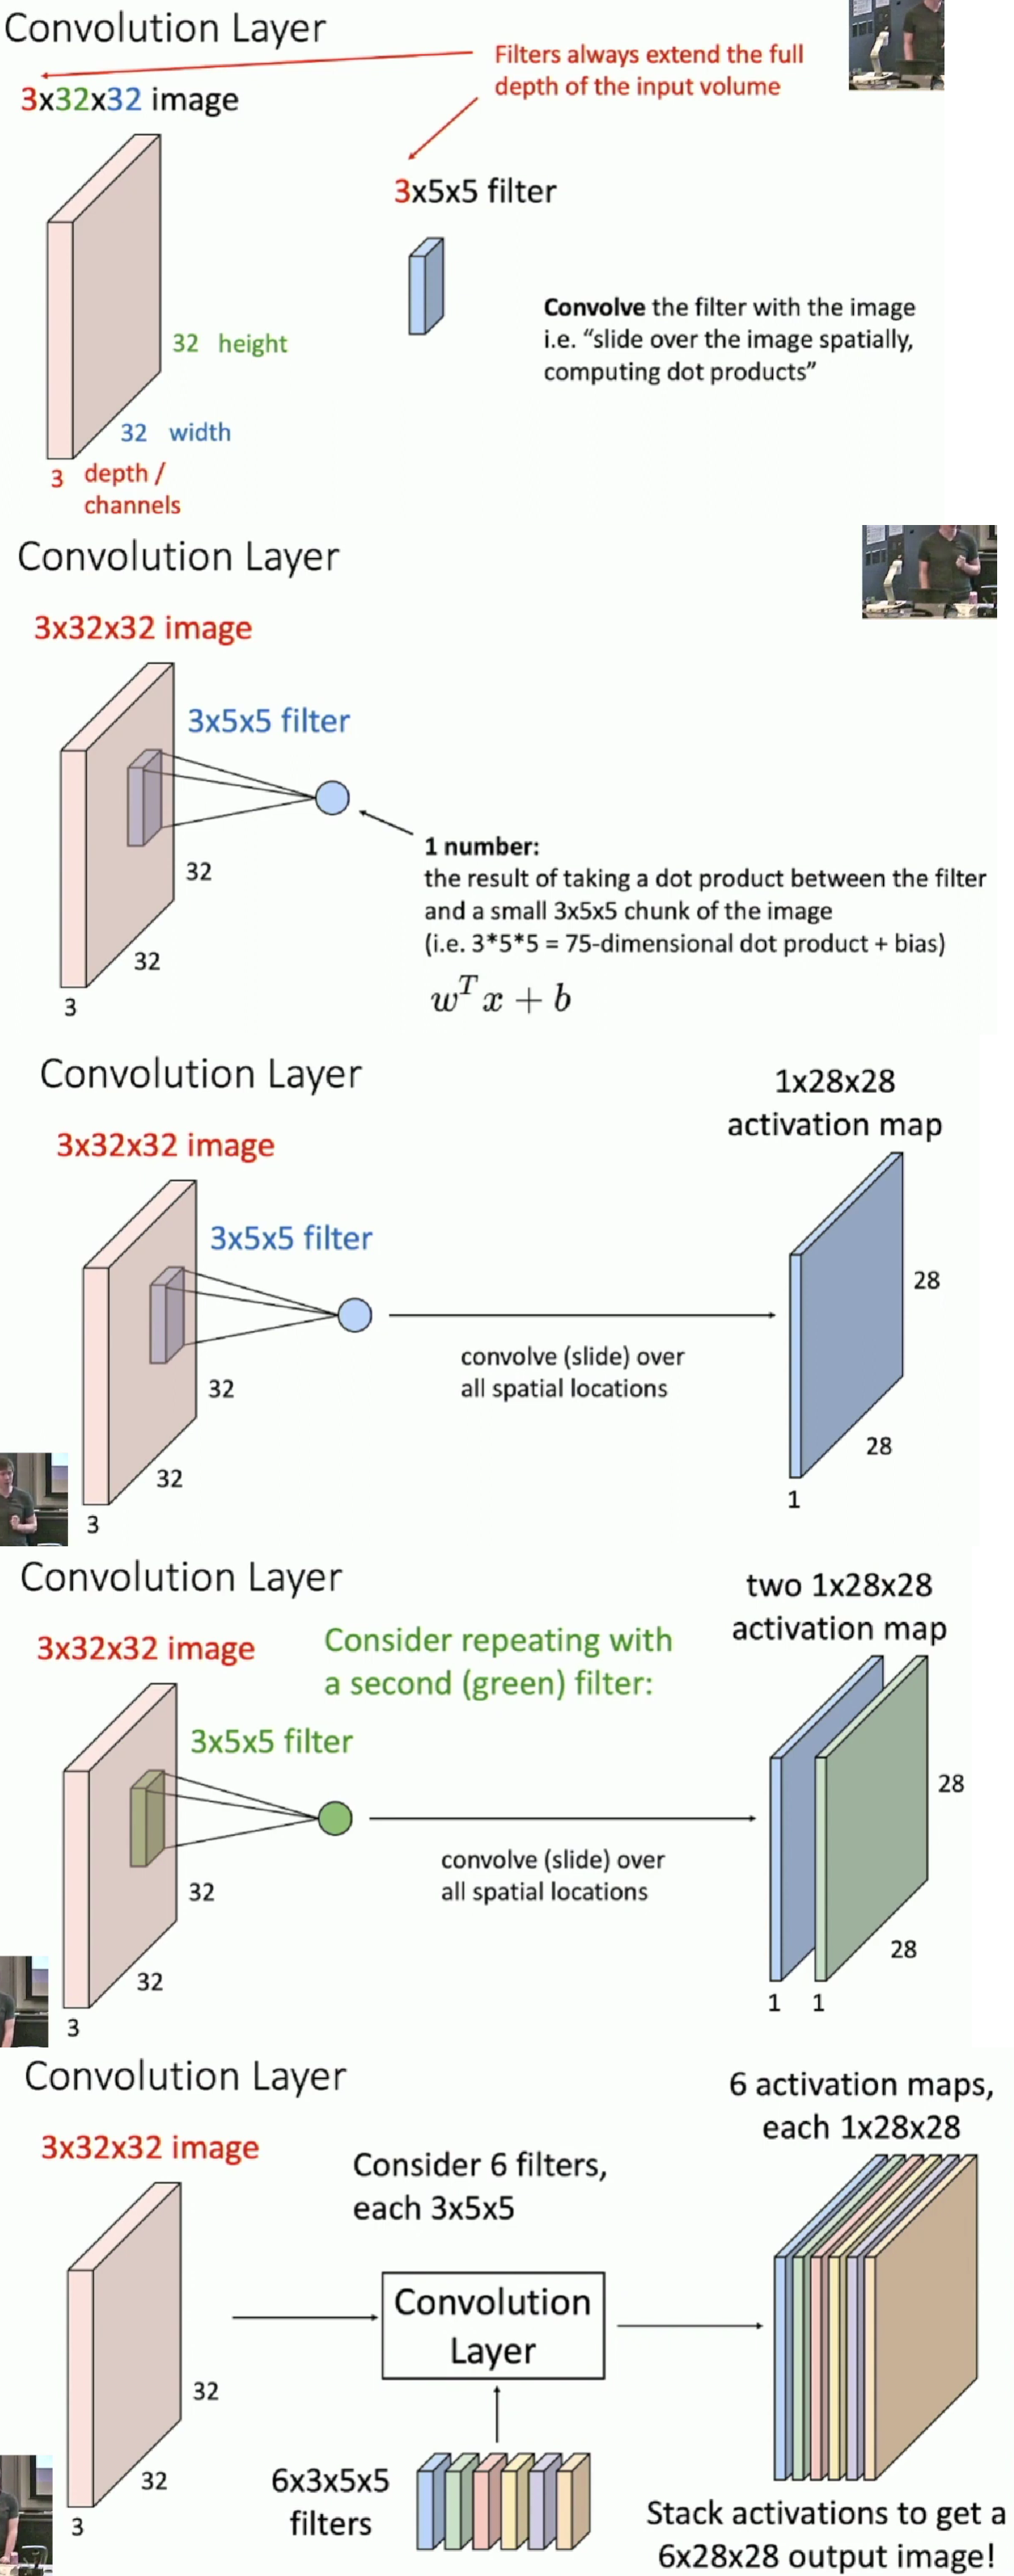 Convolution Layer
Filters always extend the full
depth of the input volume
3x32x32 image
3x5x5 filter
Convolve the filter with the image
i.e. “slide over the image spatially,
computing dot products”
32 height
32 width
3 depth /
channels
Convolution Layer
3x32x32 image
3x5x5 filter
1 number:
the result of taking a dot product between the filter
and a small 3x5x5 chunk of the image
(i.e. 3*5*5 = 75-dimensional dot product + bias)
w^T x + b
32
32
3
Convolution Layer
1x28x28
activation map
3x32x32 image
3x5x5 filter
convolve (slide) over
all spatial locations
32
32
3
28
28
1
Convolution Layer
two 1x28x28
activation map
3x32x32 image
Consider repeating with
a second (green) filter:
3x5x5 filter
convolve (slide) over
all spatial locations
32
32
3
28
28
1 1
Convolution Layer
6 activation maps,
each 1x28x28
3x32x32 image
Consider 6 filters,
each 3x5x5
Convolution
Layer
32
32
3
6x3x5x5
filters
Stack activations to get a
6x28x28 output image!